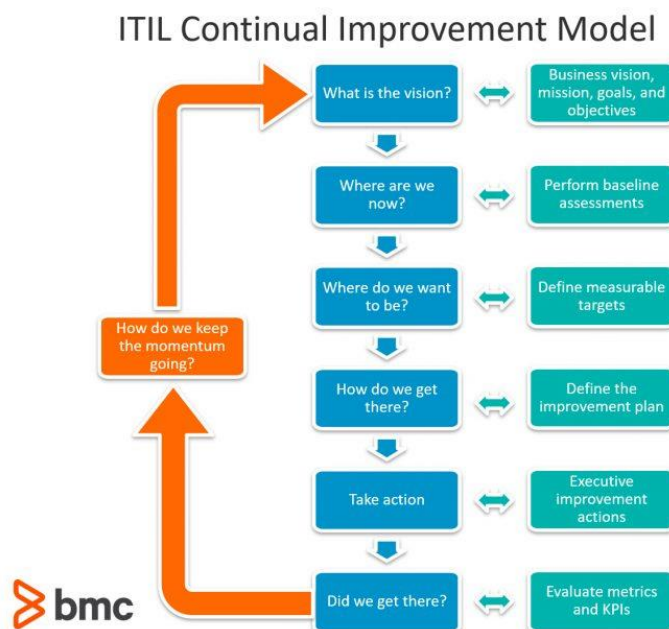 ITIL Continual Improvement Model
What is the vision?
Business vision,
mission, goals, and
objectives
Where are we
now?
Perform baseline
assessments
Where do we want
to be?
Define measurable
targets
How do we keep
the momentum
going?
How do we get
there?
Define the
improvement plan
Take action
Executive
improvement
actions
Did we get there?
Evaluate metrics
and KPIs
bmc